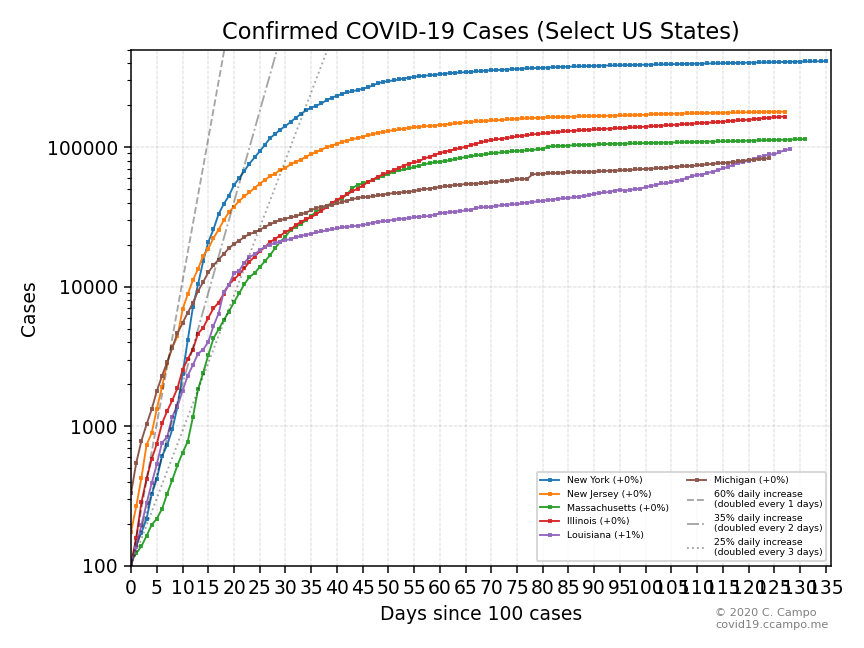 Confirmed COVID-19 Cases (Select US States)
Cases
100000
10000
1000
100
0 5 10 15 20 25 30 35 40 45 50 55 60 65 70 75 80 85 90 95 100 105 110 115 120 125 130 135
Days since 100 cases
New York (+0%)
New Jersey (+0%)
Massachusetts (+0%)
Illinois (+0%)
Louisiana (+1%)
Michigan (+0%)
60% daily increase
(doubled every 1 days)
35% daily increase
(doubled every 2 days)
25% daily increase
(doubled every 3 days)
© 2020 C. Campo
covid19.ccampo.me